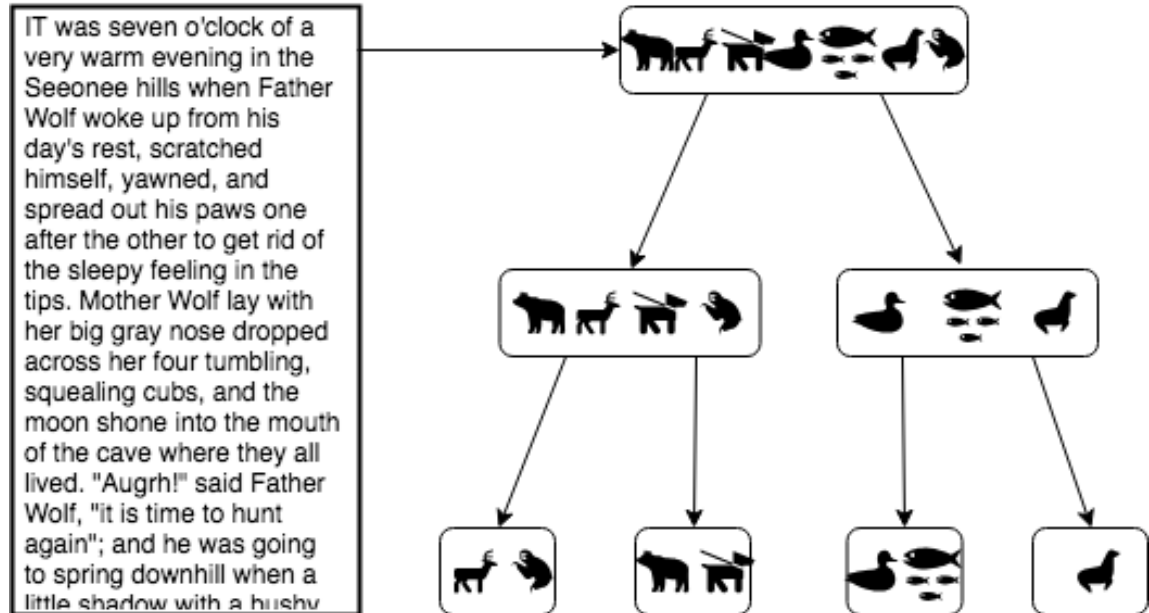 IT was seven o'clock of a
very warm evening in the
Seeonee hills when Father
Wolf woke up from his
day's rest, scratched
himself, yawned, and
spread out his paws one
after the other to get rid of
the sleepy feeling in the
tips. Mother Wolf lay with
her big gray nose dropped
across her four tumbling,
squealing cubs, and the
moon shone into the mouth
of the cave where they all
lived. "Augrh!" said Father
Wolf, "it is time to hunt
again"; and he was going
to spring downhill when a
little shadow with a bushy